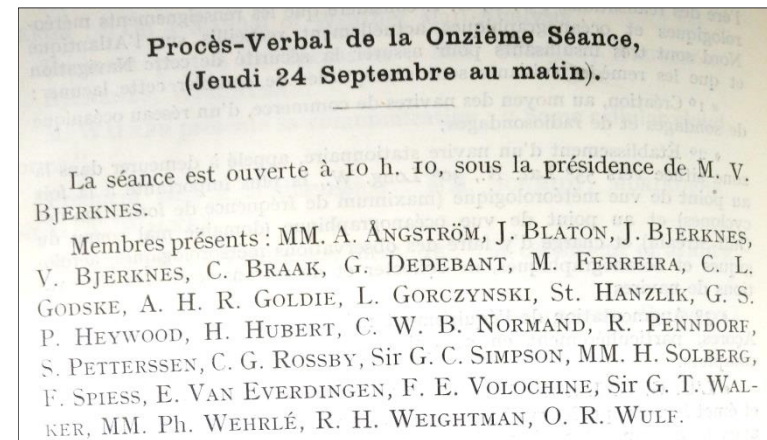 Procès-Verbal de la Onzième Séance,
(Jeudi 24 Septembre au matin).
La séance est ouverte à 10 h. 10, sous la présidence de M. V.
BJERKNES.
Membres présents : MM. A. ÅNGSTRÖM, J. BLATON, J. BJERKNES,
V. BJERKNES, C. BRAAK, G. DEDEBANT, M. FERREIRA, C. L.
GODSKE, A. H. R. GOLDIE, L. GORCZYNSKI, St. HANZLIK, G. S.
P. HEYWOOD, H. HUBERT, C. W. B. NORMAND, R. PENNDORF,
S. PETTERSSEN, C. G. ROSSBY, Sir G. C. SIMPSON, MM. H. SOLBERG,
F. SPIESS, E. VAN EVERDINGEN, F. E. VOLOCHINE, Sir G. T. WAL-
KER, MM. Ph. WEHRLÉ, R. H. WEIGHTMAN, O. R. WULF.